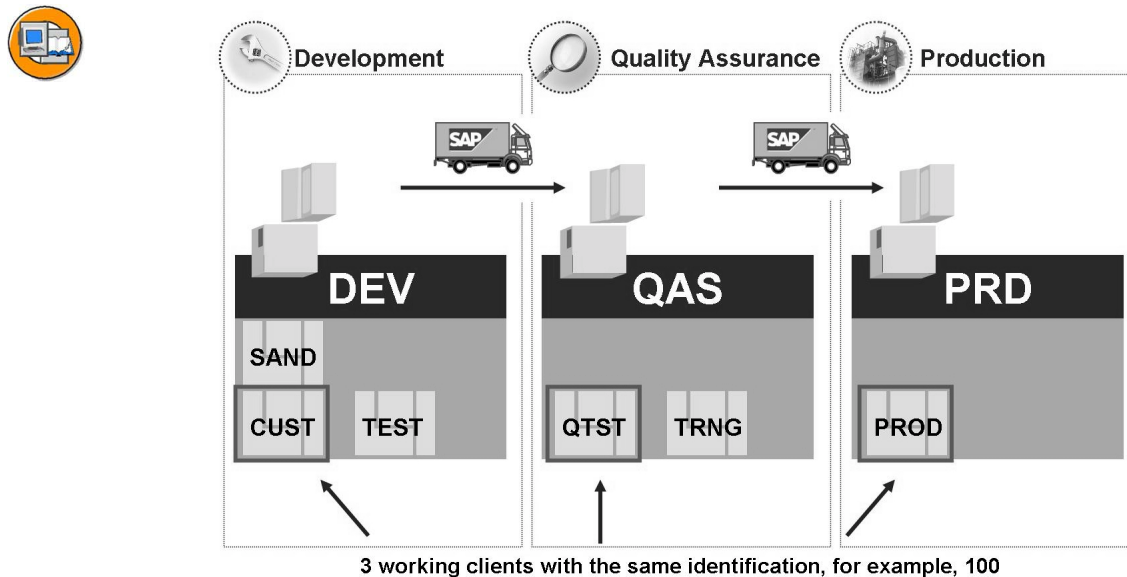 Development
Quality Assurance
Production
SAP
SAP
DEV
QAS
PRD
SAND
CUST
TEST
QTST
TRNG
PROD
3 working clients with the same identification, for example, 100